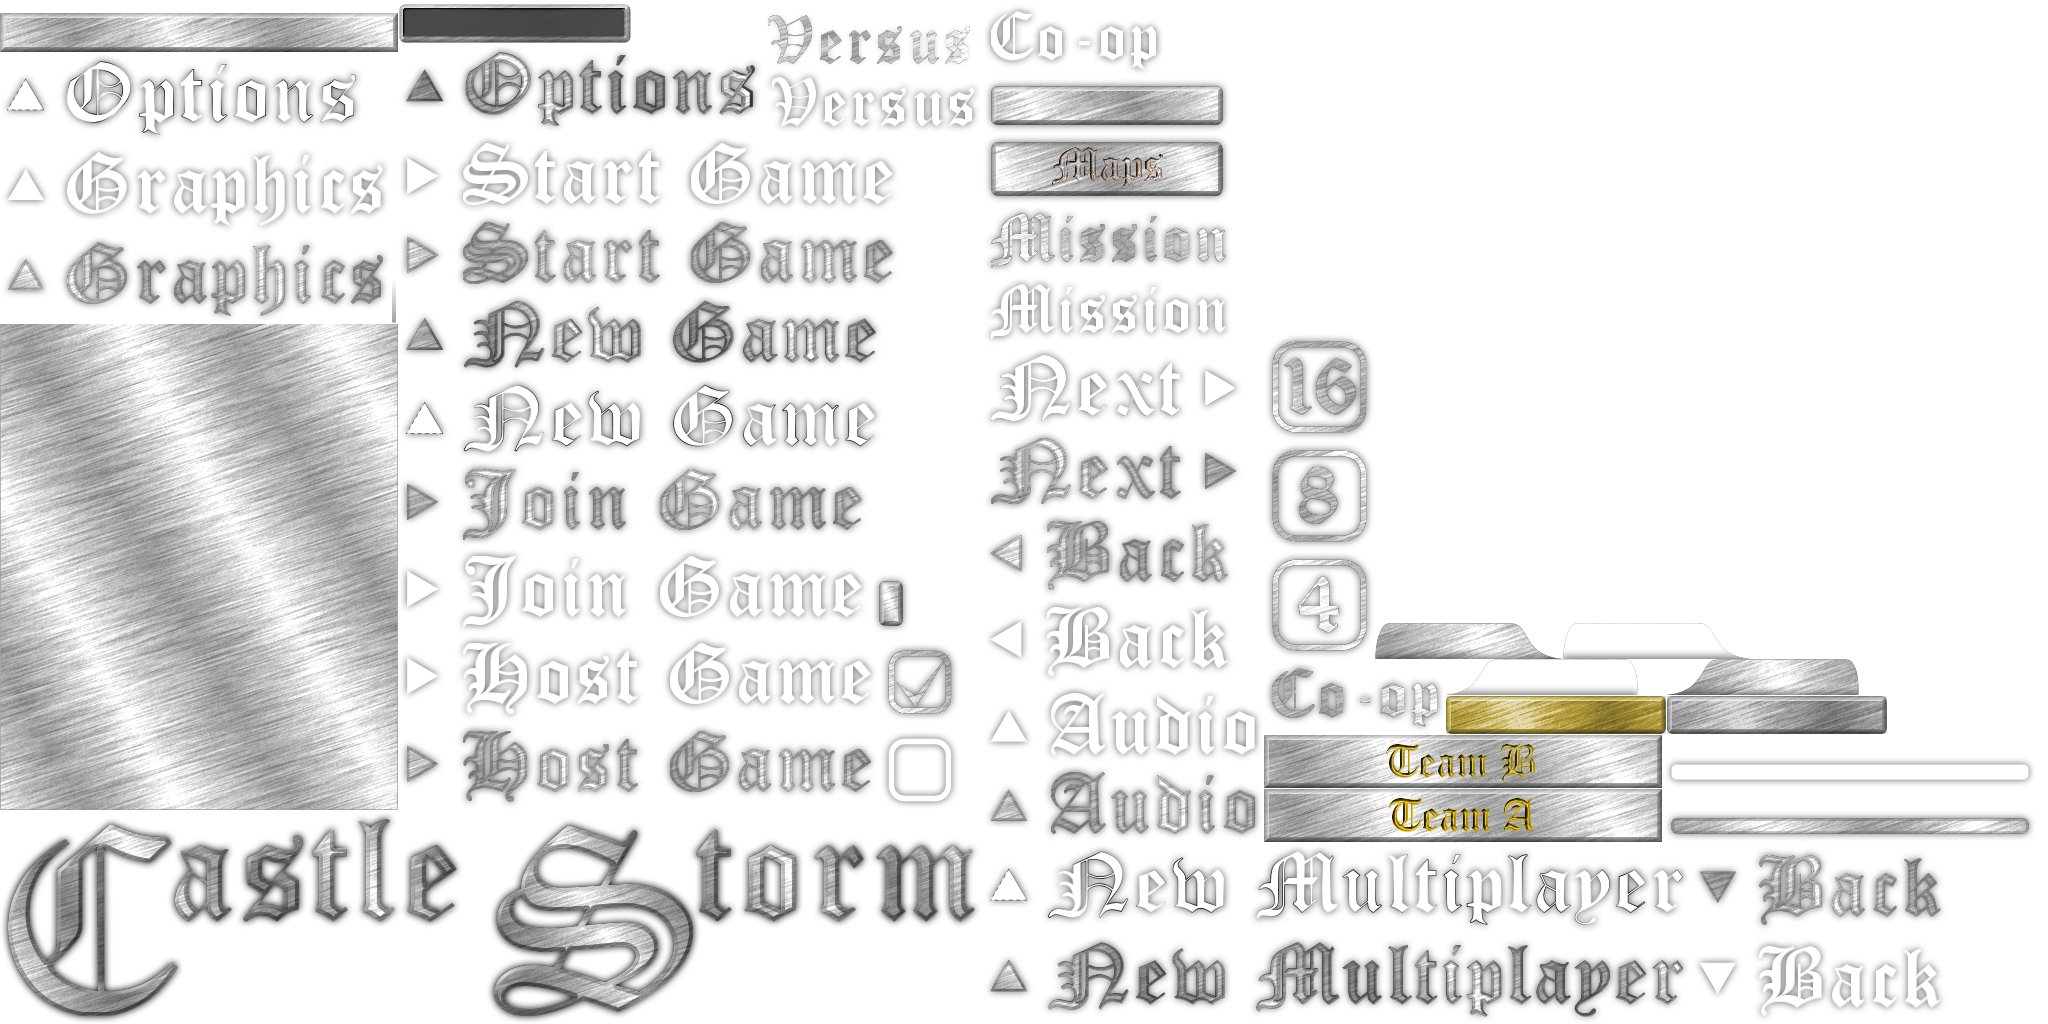 Versus
Co-op
Options
Options
Versus
Graphics
Start Game
Maps
Graphics
Start Game
Mission
New Game
Mission
New Game
Next
16
Join Game
Next
8
Join Game
Back
4
Host Game
Back
Co-op
Host Game
Audio
Team B
Audio
Team A
Castle Storm
New Multiplayer
Back
New Multiplayer
Back